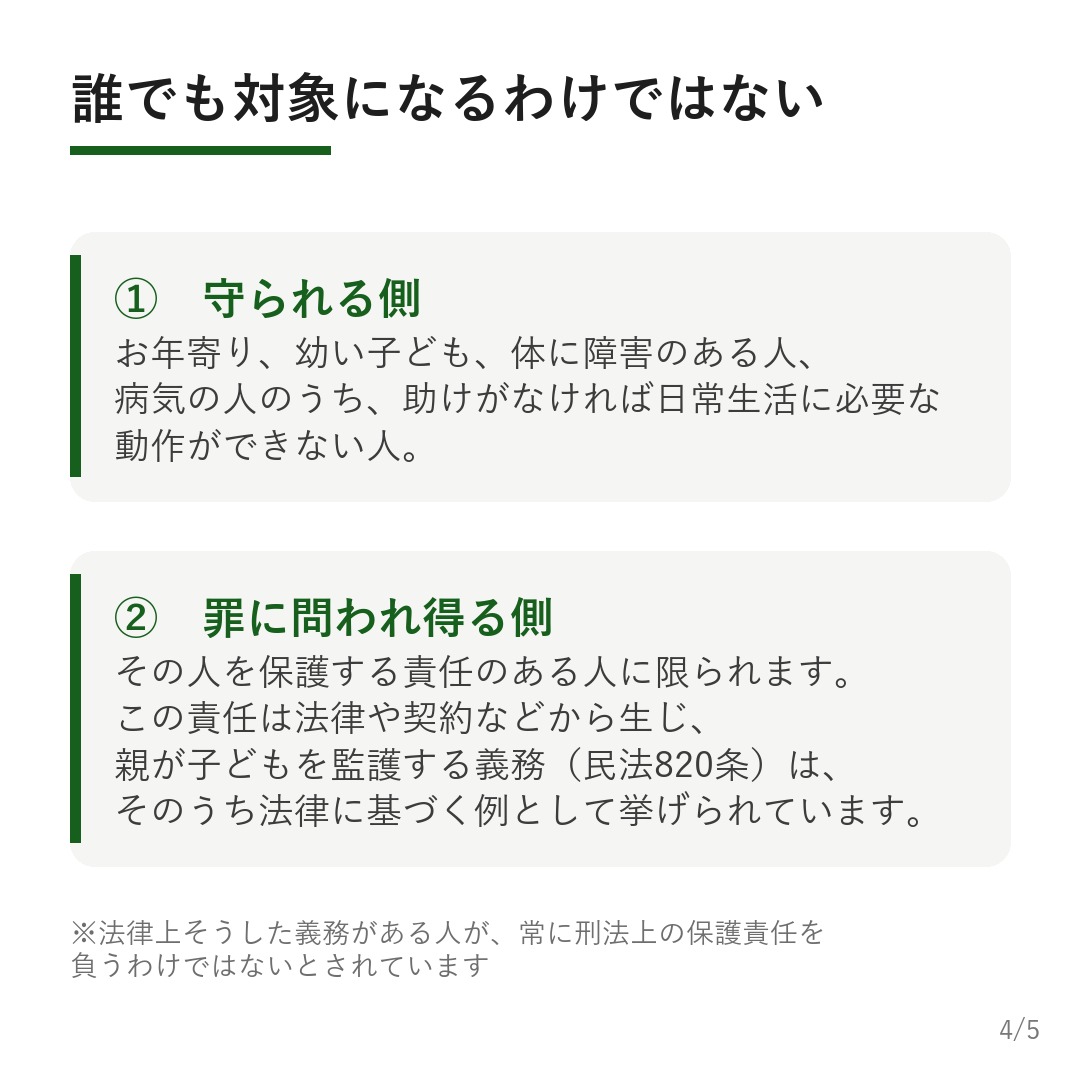 誰でも対象になるわけではない
①　守られる側
お年寄り、幼い子ども、体に障害のある人、
病気の人のうち、助けがなければ日常生活に必要な
動作ができない人。
②　罪に問われ得る側
その人を保護する責任のある人に限られます。
この責任は法律や契約などから生じ、
親が子どもを監護する義務（民法820条）は、
そのうち法律に基づく例として挙げられています。
※法律上そうした義務がある人が、常に刑法上の保護責任を
負うわけではないとされています
4/5